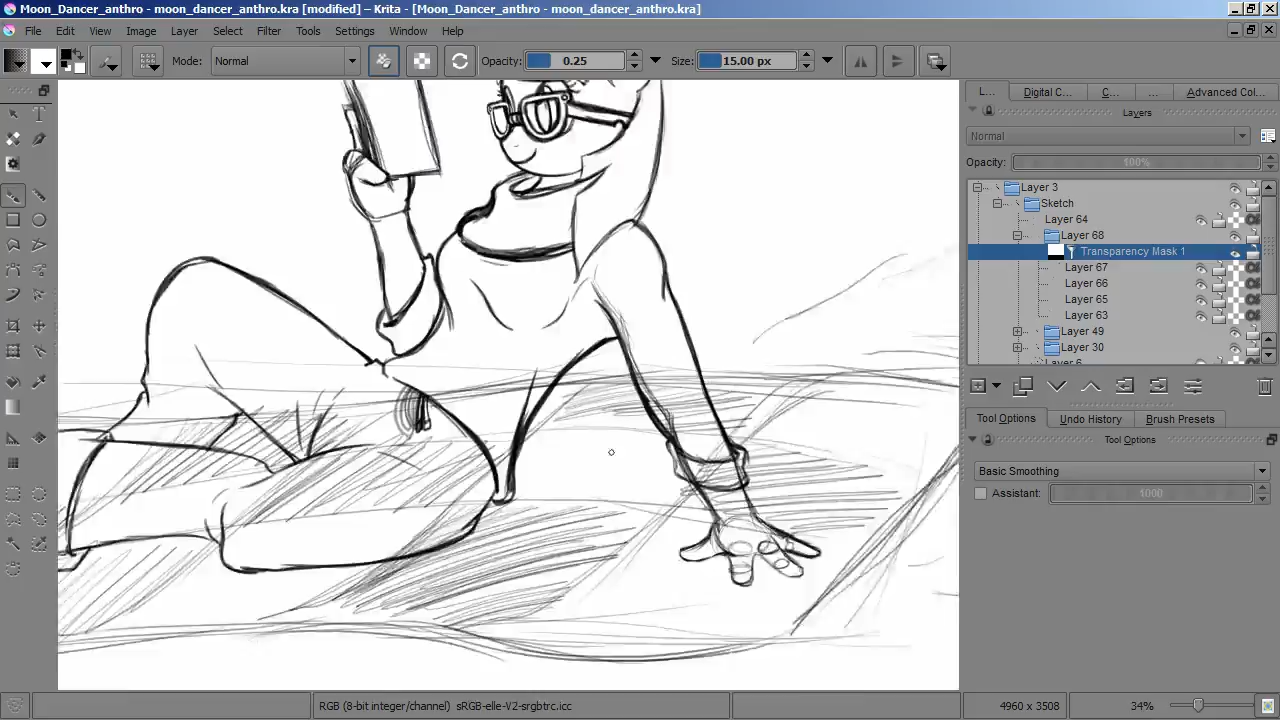 Moon_Dancer_anthro - moon_dancer_anthro.kra [modified] – Krita - [Moon_Dancer_anthro - moon_dancer_anthro.kra]
File Edit View Image Layer Select Filter Tools Settings Window Help
Mode: Normal Opacity: 0.25 Size: 15.00 px
L... Digital C... C... ... Advanced Col...
Layers
Normal
Opacity: 100%
Layer 3
Sketch
Layer 64
Layer 68
Transparency Mask 1
Layer 67
Layer 66
Layer 65
Layer 63
Layer 49
Layer 30
Tool Options Undo History Brush Presets
Tool Options
Basic Smoothing
Assistant: 1000
RGB (8-bit integer/channel) sRGB-elle-V2-srgbtrc.icc 4960 x 3508 34%